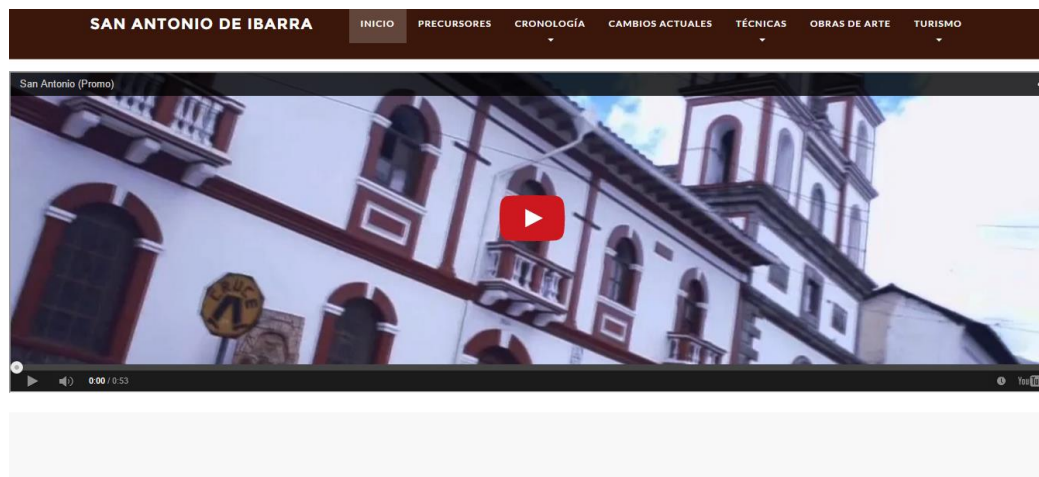 SAN ANTONIO DE IBARRA
INICIO PRECURSORES CRONOLOGÍA CAMBIOS ACTUALES TÉCNICAS OBRAS DE ARTE TURISMO
San Antonio (Promo)
CRUCE
0:00 / 0:53
You